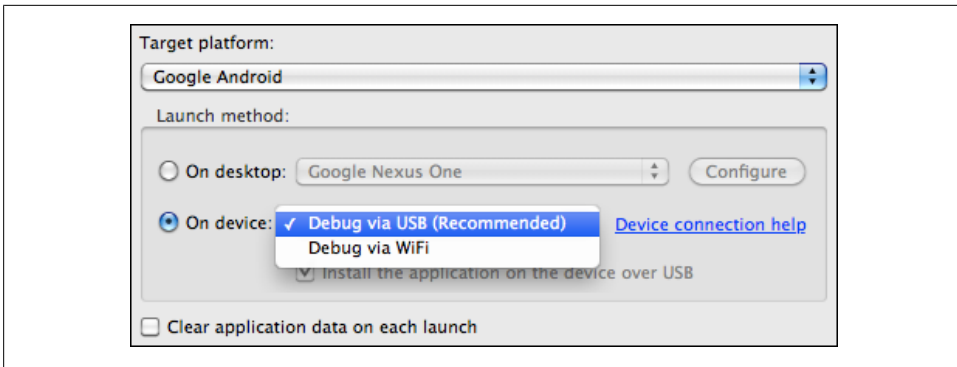 Target platform:
Google Android
Launch method:
On desktop: Google Nexus One Configure
On device: ✓ Debug via USB (Recommended) Device connection help
Debug via WiFi
Install the application on the device over USB
Clear application data on each launch